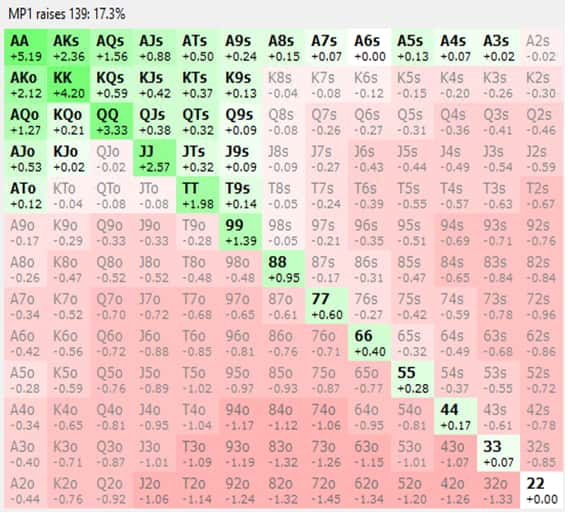 MP1 raises 139: 17.3%
AA AKs AQs AJs ATs A9s A8s A7s A6s A5s A4s A3s A2s
+5.19 +2.36 +1.56 +0.88 +0.50 +0.24 +0.15 +0.07 +0.00 +0.13 +0.07 +0.02 -0.02
AKo KK KQs KJs KTs K9s K8s K7s K6s K5s K4s K3s K2s
+2.12 +4.20 +0.59 +0.42 +0.37 +0.13 -0.04 -0.08 -0.12 -0.15 -0.20 -0.26 -0.30
AQo KQo QQ QJs QTs Q9s Q8s Q7s Q6s Q5s Q4s Q3s Q2s
+1.27 +0.21 +3.33 +0.38 +0.32 +0.09 -0.08 -0.26 -0.27 -0.31 -0.36 -0.41 -0.46
AJo KJo QJo JJ JTs J9s J8s J7s J6s J5s J4s J3s J2s
+0.53 +0.02 -0.02 +2.57 +0.32 +0.09 -0.09 -0.27 -0.43 -0.44 -0.49 -0.54 -0.59
ATo KTo QTo JTo TT T9s T8s T7s T6s T5s T4s T3s T2s
+0.12 -0.04 -0.08 -0.08 +1.98 +0.14 -0.05 -0.24 -0.39 -0.55 -0.57 -0.63 -0.67
A9o K9o Q9o J9o T9o 99 98s 97s 96s 95s 94s 93s 92s
-0.17 -0.29 -0.33 -0.33 -0.28 +1.39 -0.05 -0.21 -0.35 -0.51 -0.69 -0.71 -0.76
A8o K8o Q8o J8o T8o 98o 88 87s 86s 85s 84s 83s 82s
-0.26 -0.47 -0.52 -0.52 -0.48 -0.48 +0.95 -0.17 -0.31 -0.47 -0.65 -0.84 -0.84
A7o K7o Q7o J7o T7o 97o 87o 77 76s 75s 74s 73s 72s
-0.34 -0.52 -0.70 -0.72 -0.68 -0.65 -0.61 +0.60 -0.27 -0.42 -0.59 -0.78 -0.96
A6o K6o Q6o J6o T6o 96o 86o 76o 66 65s 64s 63s 62s
-0.42 -0.56 -0.72 -0.88 -0.85 -0.81 -0.76 -0.71 +0.40 -0.32 -0.49 -0.68 -0.86
A5o K5o Q5o J5o T5o 95o 85o 75o 65o 55 54s 53s 52s
-0.28 -0.59 -0.76 -0.89 -1.02 -0.97 -0.93 -0.87 -0.77 +0.28 -0.37 -0.55 -0.72
A4o K4o Q4o J4o T4o 94o 84o 74o 64o 54o 44 43s 42s
-0.34 -0.65 -0.81 -0.95 -1.04 -1.17 -1.12 -1.06 -0.95 -0.81 +0.17 -0.61 -0.78
A3o K3o Q3o J3o T3o 93o 83o 73o 63o 53o 43o 33 32s
-0.40 -0.71 -0.87 -1.01 -1.09 -1.19 -1.32 -1.26 -1.15 -1.01 -1.07 +0.07 -0.85
A2o K2o Q2o J2o T2o 92o 82o 72o 62o 52o 42o 32o 22
-0.44 -0.76 -0.92 -1.06 -1.14 -1.24 -1.32 -1.45 -1.34 -1.20 -1.26 -1.33 +0.00